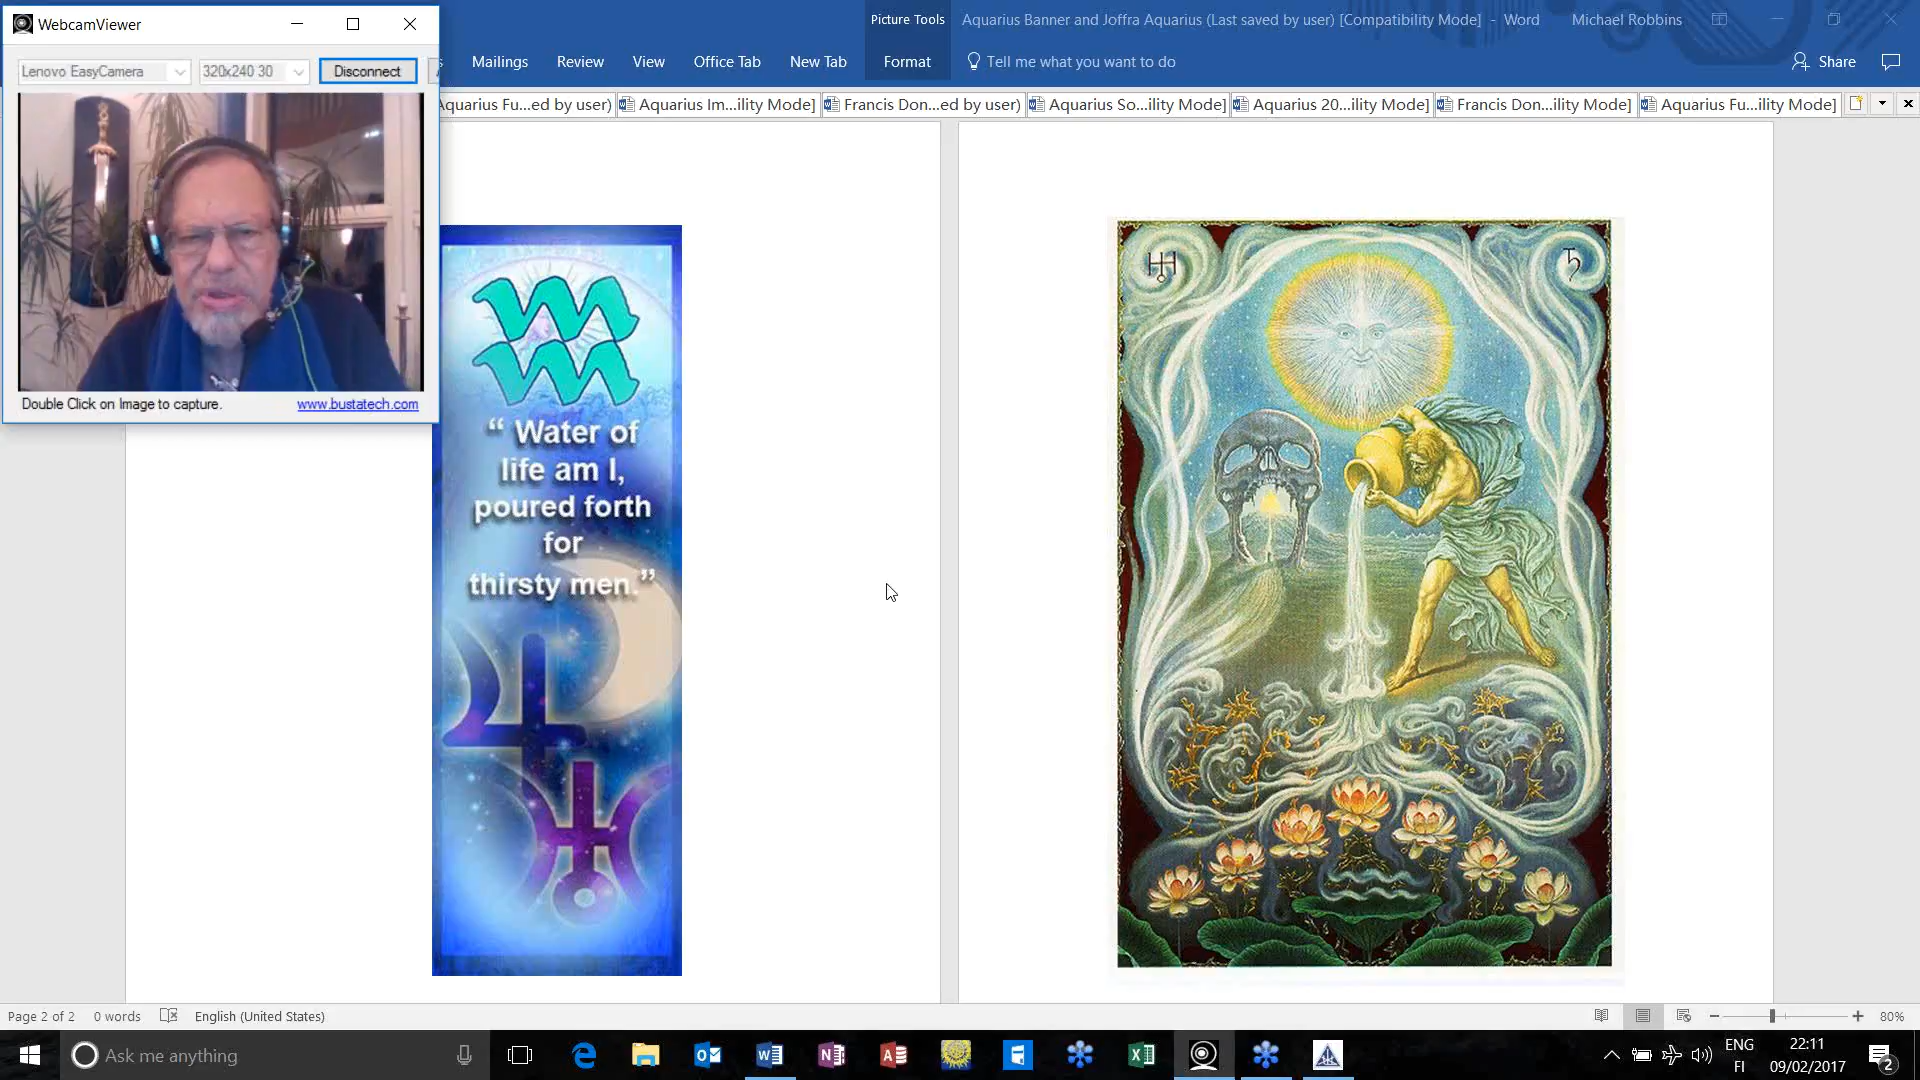 WebcamViewer
Lenovo EasyCamera
320x240 30
Disconnect
Double Click on Image to capture.
www.bustatech.com
Picture Tools
Aquarius Banner and Joffra Aquarius (Last saved by user) [Compatibility Mode] - Word
Michael Robbins
Mailings
Review
View
Office Tab
New Tab
Format
Tell me what you want to do
Share
Aquarius Fu...ed by user)
Aquarius Im...ility Mode]
Francis Don...ed by user)
Aquarius So...ility Mode]
Aquarius 20...ility Mode]
Francis Don...ility Mode]
Aquarius Fu...ility Mode]
“ Water of
life am I,
poured forth
for
thirsty men.”
Page 2 of 2
0 words
English (United States)
80%
Ask me anything
ENG
FI
22:11
09/02/2017
2